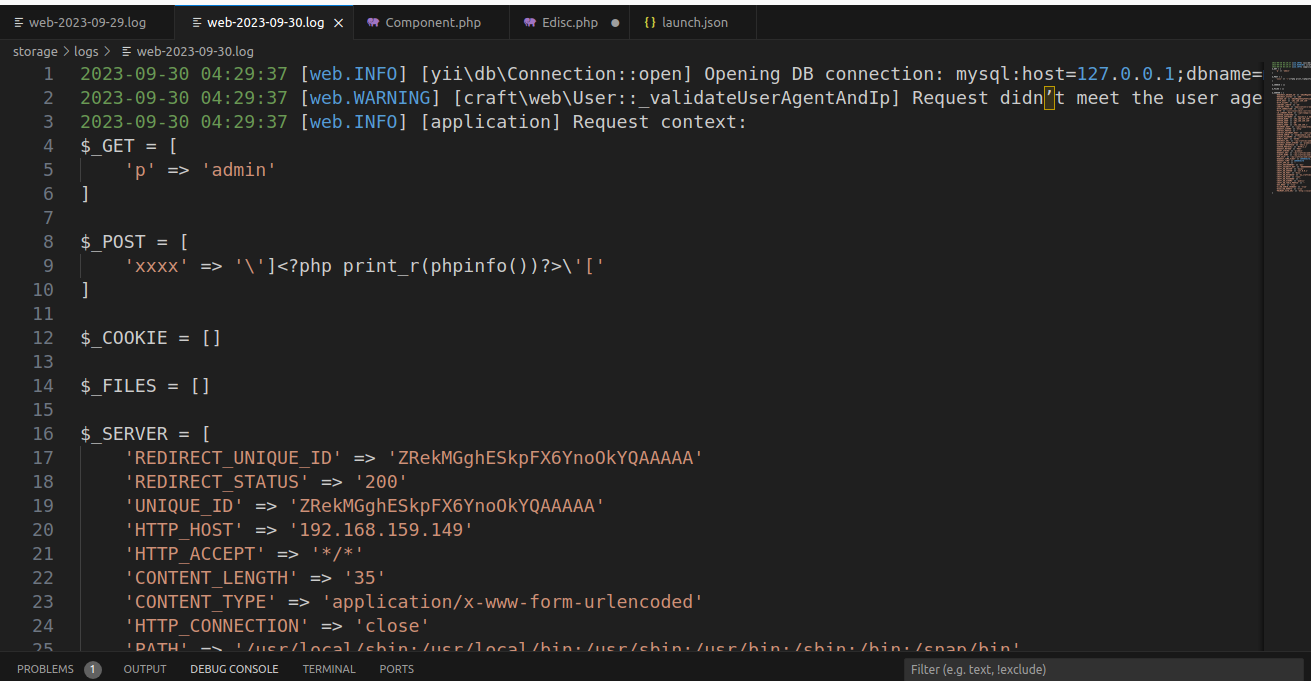 web-2023-09-29.log web-2023-09-30.log Component.php Edisc.php launch.json
storage > logs > web-2023-09-30.log
1 2023-09-30 04:29:37 [web.INFO] [yii\db\Connection::open] Opening DB connection: mysql:host=127.0.0.1;dbname=
2 2023-09-30 04:29:37 [web.WARNING] [craft\web\User::_validateUserAgentAndIp] Request didn’t meet the user age
3 2023-09-30 04:29:37 [web.INFO] [application] Request context:
4 $_GET = [
5 'p' => 'admin'
6 ]
7
8 $_POST = [
9 'xxxx' => '\']<?php print_r(phpinfo())?>\'['
10 ]
11
12 $_COOKIE = []
13
14 $_FILES = []
15
16 $_SERVER = [
17 'REDIRECT_UNIQUE_ID' => 'ZRekMGghESkpFX6YnoOkYQAAAAA'
18 'REDIRECT_STATUS' => '200'
19 'UNIQUE_ID' => 'ZRekMGghESkpFX6YnoOkYQAAAAA'
20 'HTTP_HOST' => '192.168.159.149'
21 'HTTP_ACCEPT' => '*/*'
22 'CONTENT_LENGTH' => '35'
23 'CONTENT_TYPE' => 'application/x-www-form-urlencoded'
24 'HTTP_CONNECTION' => 'close'
25 'PATH' => '/usr/local/sbin:/usr/local/bin:/usr/sbin:/usr/bin:/sbin:/bin:/snap/bin'
PROBLEMS 1 OUTPUT DEBUG CONSOLE TERMINAL PORTS Filter (e.g. text, !exclude)